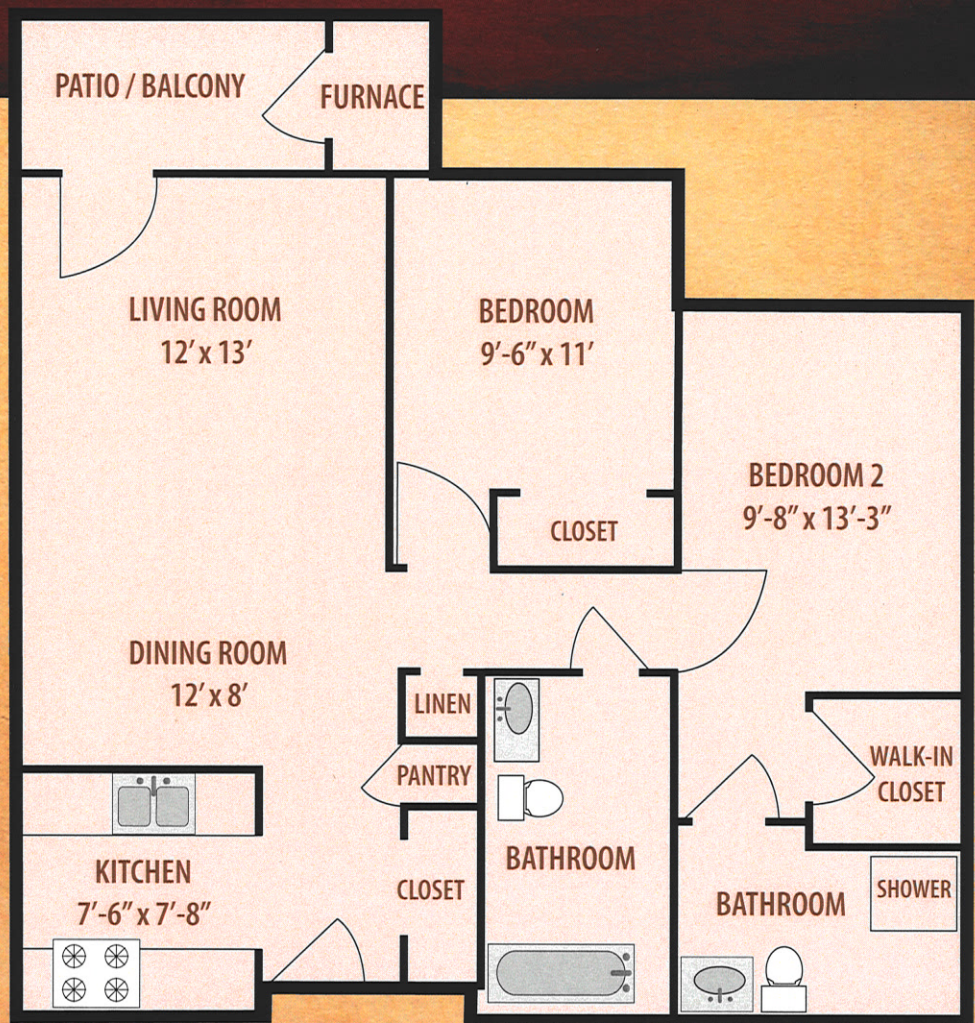 PATIO / BALCONY
FURNACE
LIVING ROOM
12’ x 13’
BEDROOM
9’-6” x 11’
BEDROOM 2
9’-8” x 13’-3”
CLOSET
DINING ROOM
12’ x 8’
LINEN
PANTRY
WALK-IN
CLOSET
KITCHEN
7’-6” x 7’-8”
CLOSET
BATHROOM
BATHROOM
SHOWER